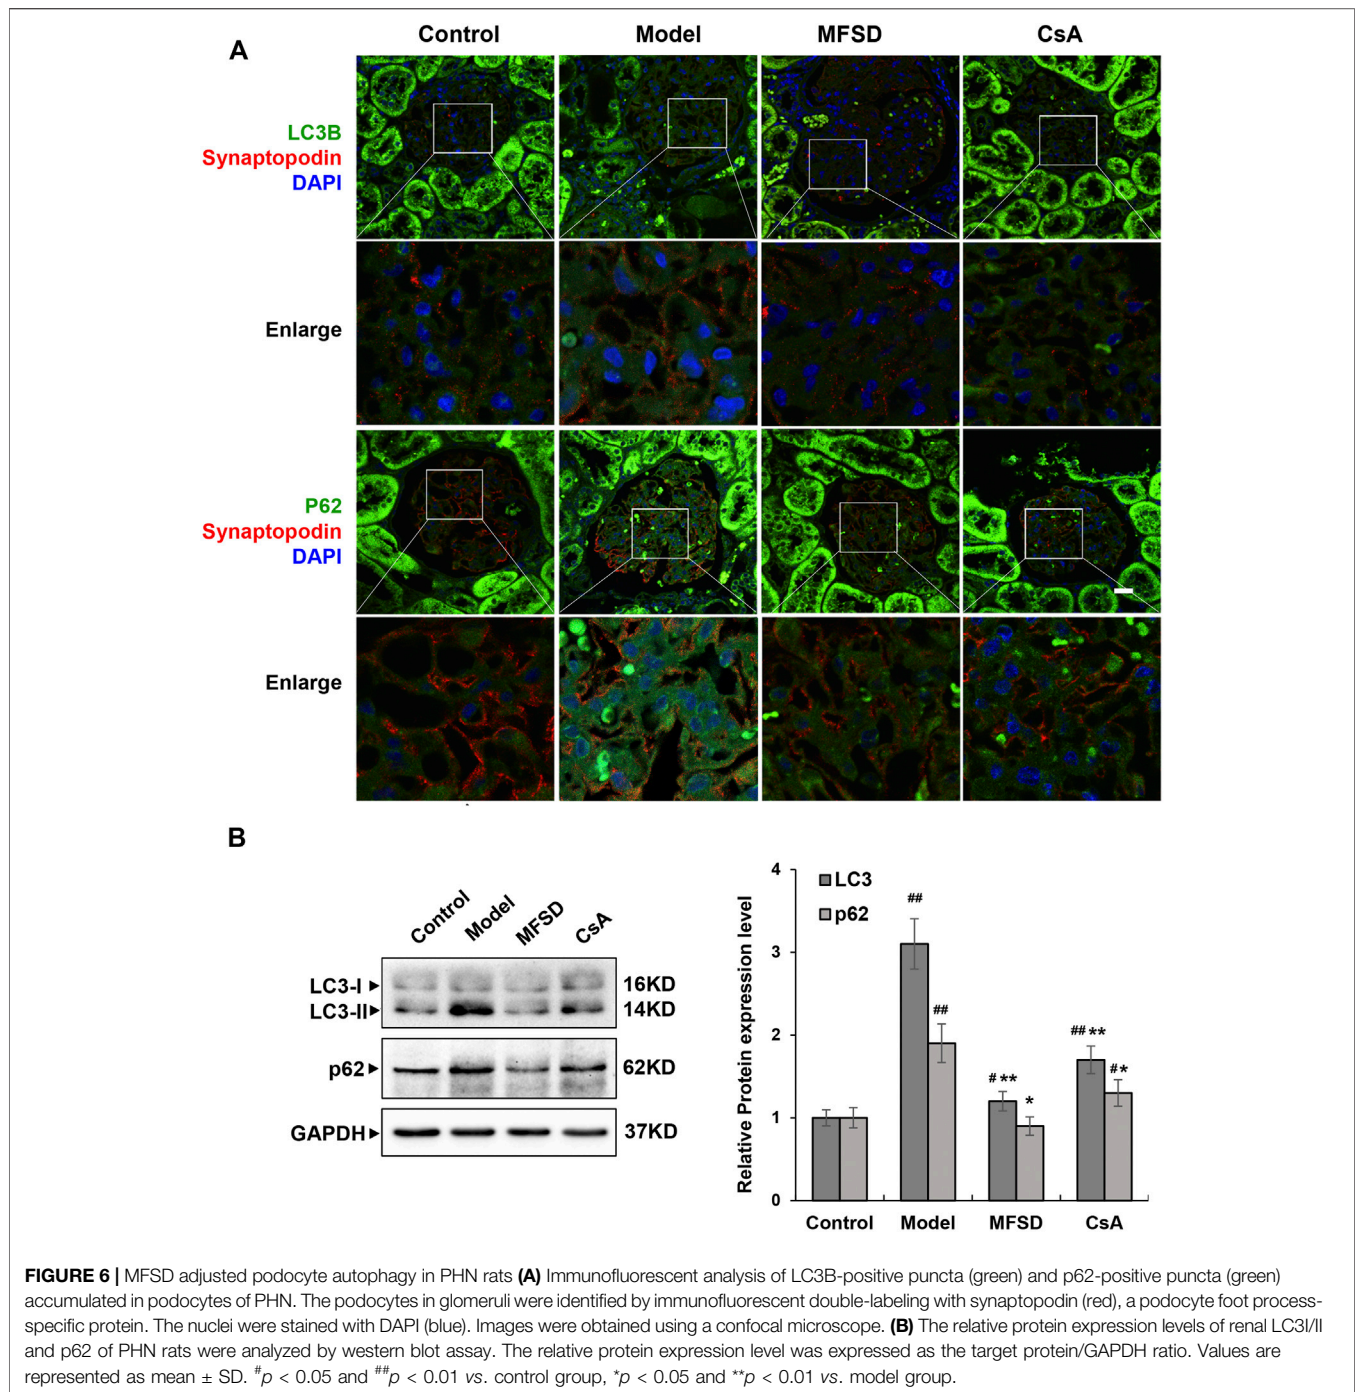 A
Control Model MFSD CsA
LC3B
Synaptopodin
DAPI
Enlarge
P62
Synaptopodin
DAPI
Enlarge
B
Control Model MFSD CsA
LC3-I 16KD
LC3-II 14KD
p62 62KD
GAPDH 37KD
Relative Protein expression level
4
3
2
1
0
LC3
p62
##
##
# **
*
## **
# *
Control Model MFSD CsA
FIGURE 6 | MFSD adjusted podocyte autophagy in PHN rats (A) Immunofluorescent analysis of LC3B-positive puncta (green) and p62-positive puncta (green)
accumulated in podocytes of PHN. The podocytes in glomeruli were identified by immunofluorescent double-labeling with synaptopodin (red), a podocyte foot process-
specific protein. The nuclei were stained with DAPI (blue). Images were obtained using a confocal microscope. (B) The relative protein expression levels of renal LC3I/II
and p62 of PHN rats were analyzed by western blot assay. The relative protein expression level was expressed as the target protein/GAPDH ratio. Values are
represented as mean ± SD. #p < 0.05 and ##p < 0.01 vs. control group, *p < 0.05 and **p < 0.01 vs. model group.